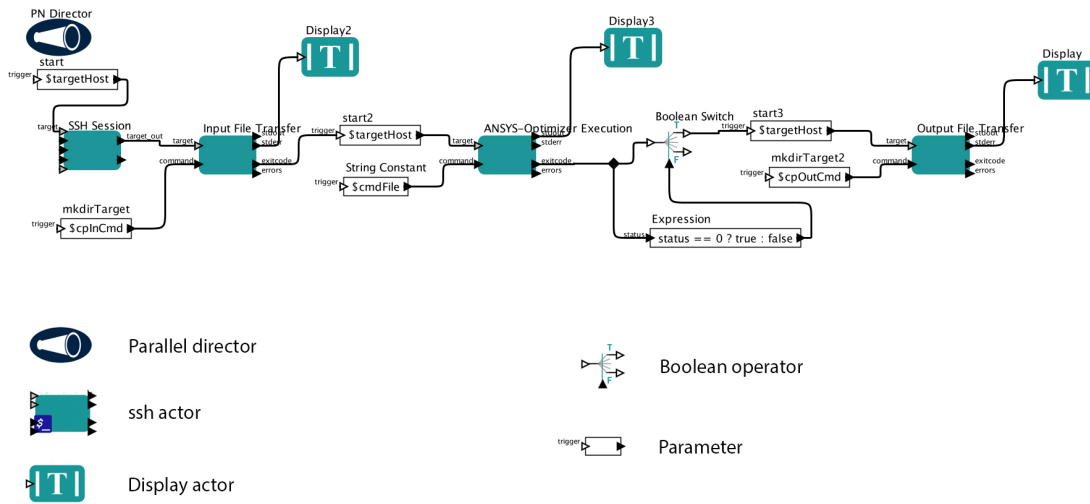 PN Director
start
trigger
$targetHost
Display2
T
Display3
T
Display
T
target
SSH Session
target_out
Input File Transfer
target
command
stdout
stderr
exitcode
errors
mkdirTarget
trigger
$cpInCmd
start2
trigger
$targetHost
String Constant
trigger
$cmdFile
ANSYS-Optimizer Execution
target
command
stdout
stderr
exitcode
errors
Boolean Switch
T
F
Expression
status
status == 0 ? true : false
start3
trigger
$targetHost
mkdirTarget2
trigger
$cpOutCmd
Output File Transfer
target
command
stdout
stderr
exitcode
errors
Parallel director
$_
ssh actor
T
Display actor
T
F
Boolean operator
trigger
Parameter